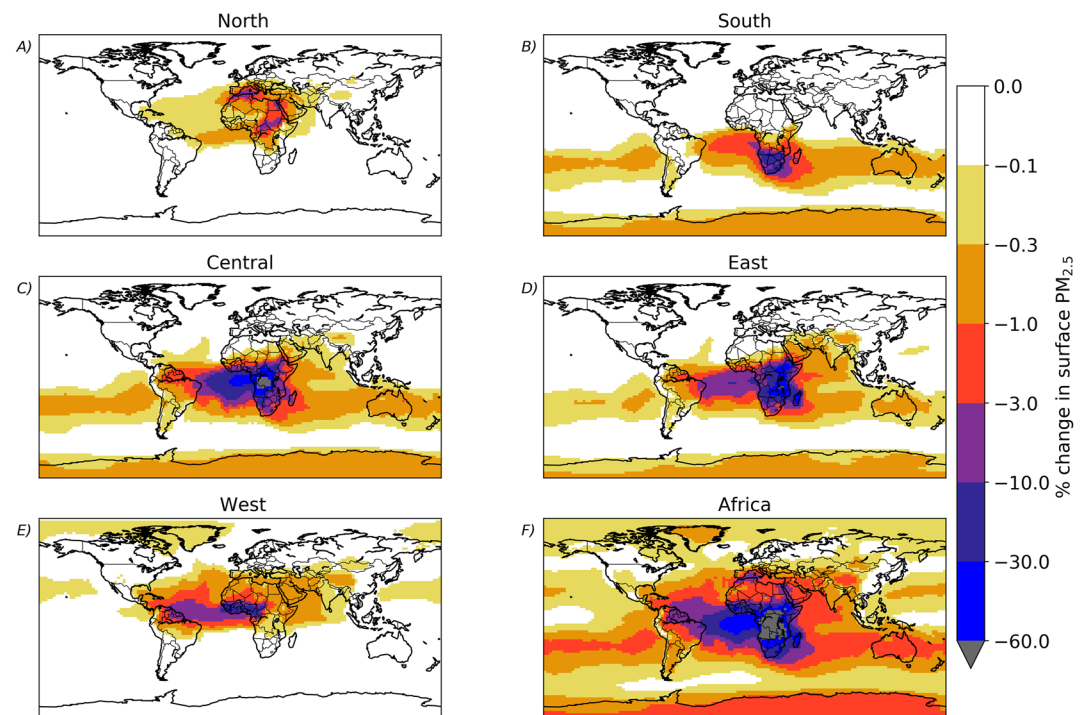 North
A)
South
B)
Central
C)
East
D)
West
E)
Africa
F)
0.0
−0.1
−0.3
−1.0
−3.0
−10.0
−30.0
−60.0
% change in surface PM2.5